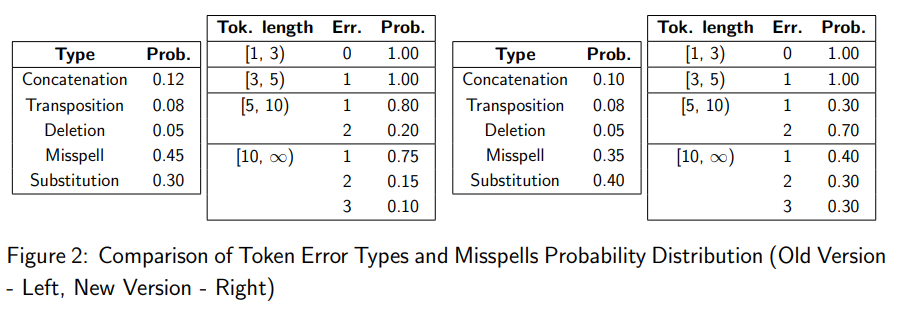 Type Prob.
Concatenation 0.12
Transposition 0.08
Deletion 0.05
Misspell 0.45
Substitution 0.30
Tok. length Err. Prob.
[1, 3) 0 1.00
[3, 5) 1 1.00
[5, 10) 1 0.80
2 0.20
[10, ∞) 1 0.75
2 0.15
3 0.10
Type Prob.
Concatenation 0.10
Transposition 0.08
Deletion 0.05
Misspell 0.35
Substitution 0.40
Tok. length Err. Prob.
[1, 3) 0 1.00
[3, 5) 1 1.00
[5, 10) 1 0.30
2 0.70
[10, ∞) 1 0.40
2 0.30
3 0.30
Figure 2: Comparison of Token Error Types and Misspells Probability Distribution (Old Version
- Left, New Version - Right)